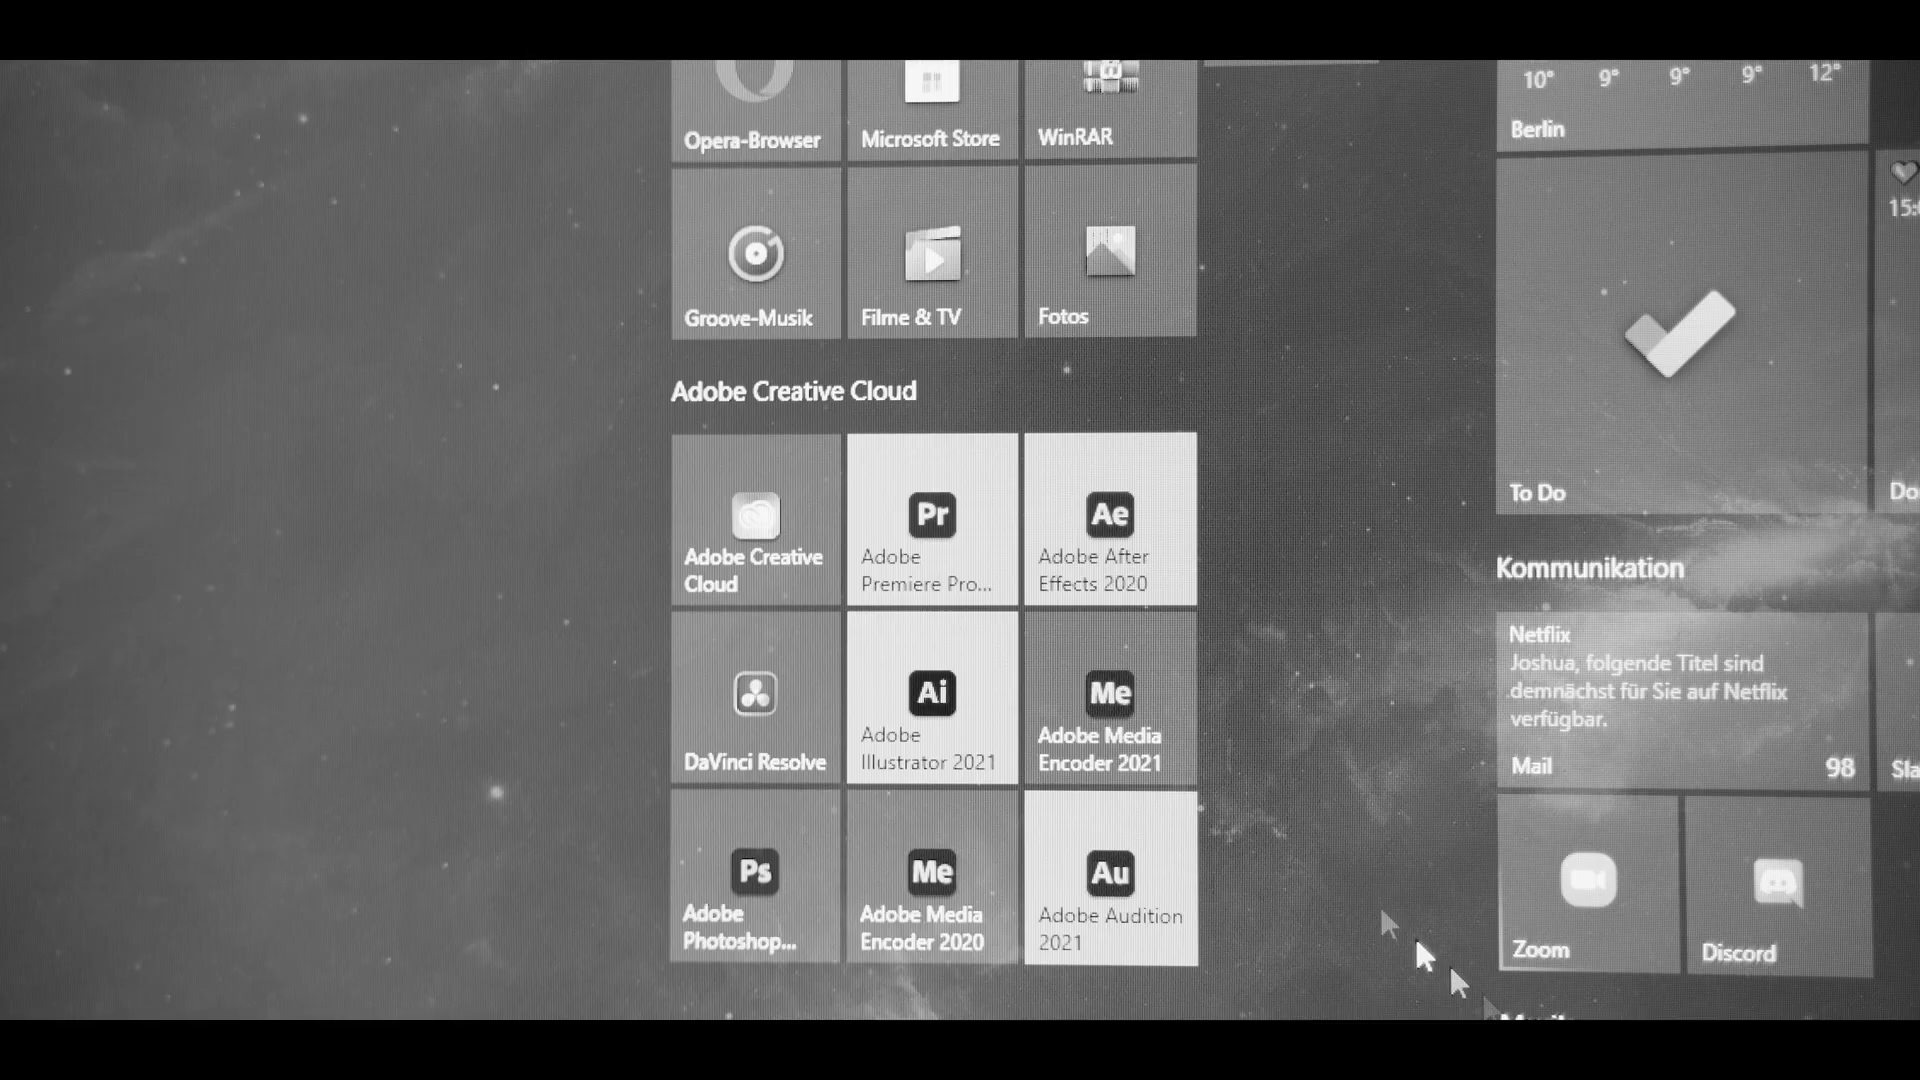 10° 9° 9° 9° 12°
Berlin
Opera-Browser
Microsoft Store
WinRAR
15:
Groove-Musik
Filme & TV
Fotos
To Do
Adobe Creative Cloud
Adobe Creative
Cloud
Pr
Adobe
Premiere Pro...
Ae
Adobe After
Effects 2020
DaVinci Resolve
Ai
Adobe
Illustrator 2021
Me
Adobe Media
Encoder 2021
Ps
Adobe
Photoshop...
Me
Adobe Media
Encoder 2020
Au
Adobe Audition
2021
Kommunikation
Netflix
Joshua, folgende Titel sind
demnächst für Sie auf Netflix
verfügbar.
Mail 98
Zoom
Discord